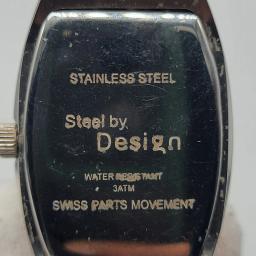 STAINLESS STEEL
Steel by
Design
WATER RESISTANT
3ATM
SWISS PARTS MOVEMENT